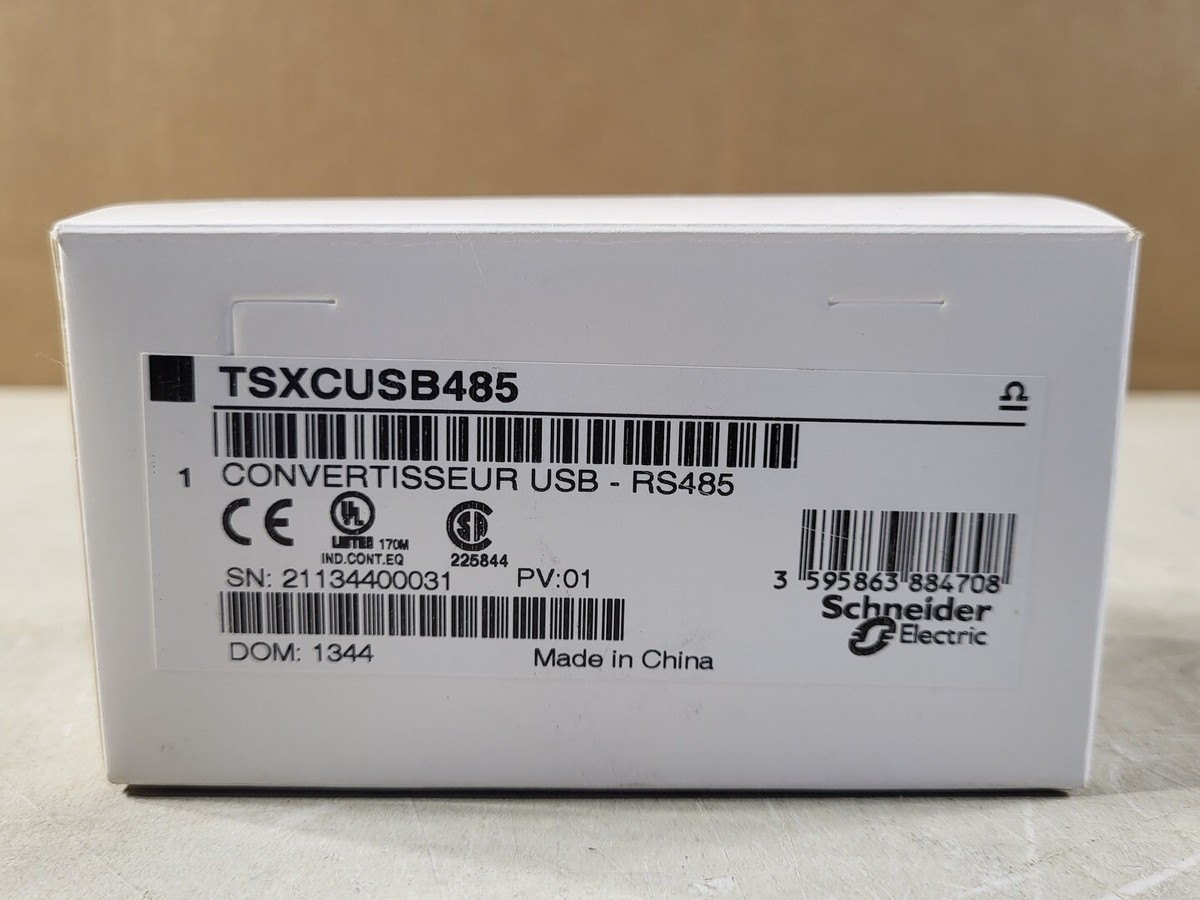 TSXCUSB485
1 CONVERTISSEUR USB - RS485
CE UL LISTED 170M
IND.CONT.EQ
225844
SN: 21134400031 PV:01
3 595863 884708
DOM: 1344
Made in China
Schneider
Electric